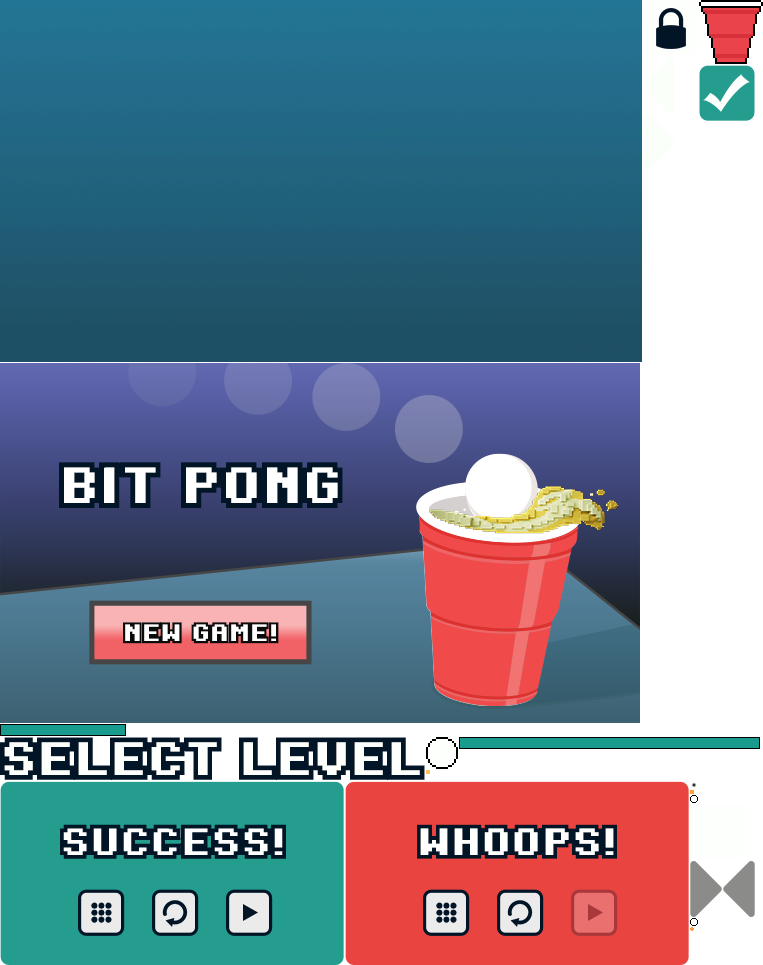 BIT PONG
NEW GAME!
SELECT LEVEL
SUCCESS!
WHOOPS!